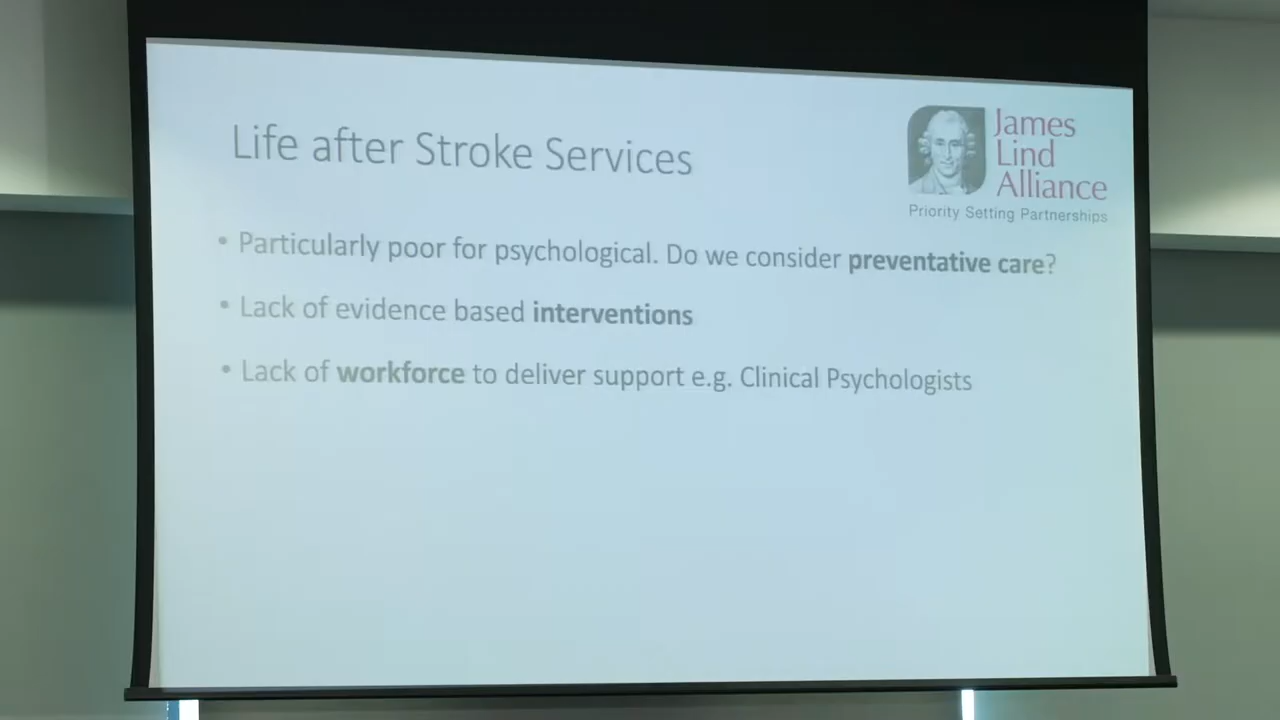 Life after Stroke Services
James
Lind
Alliance
Priority Setting Partnerships
• Particularly poor for psychological. Do we consider preventative care?
• Lack of evidence based interventions
• Lack of workforce to deliver support e.g. Clinical Psychologists